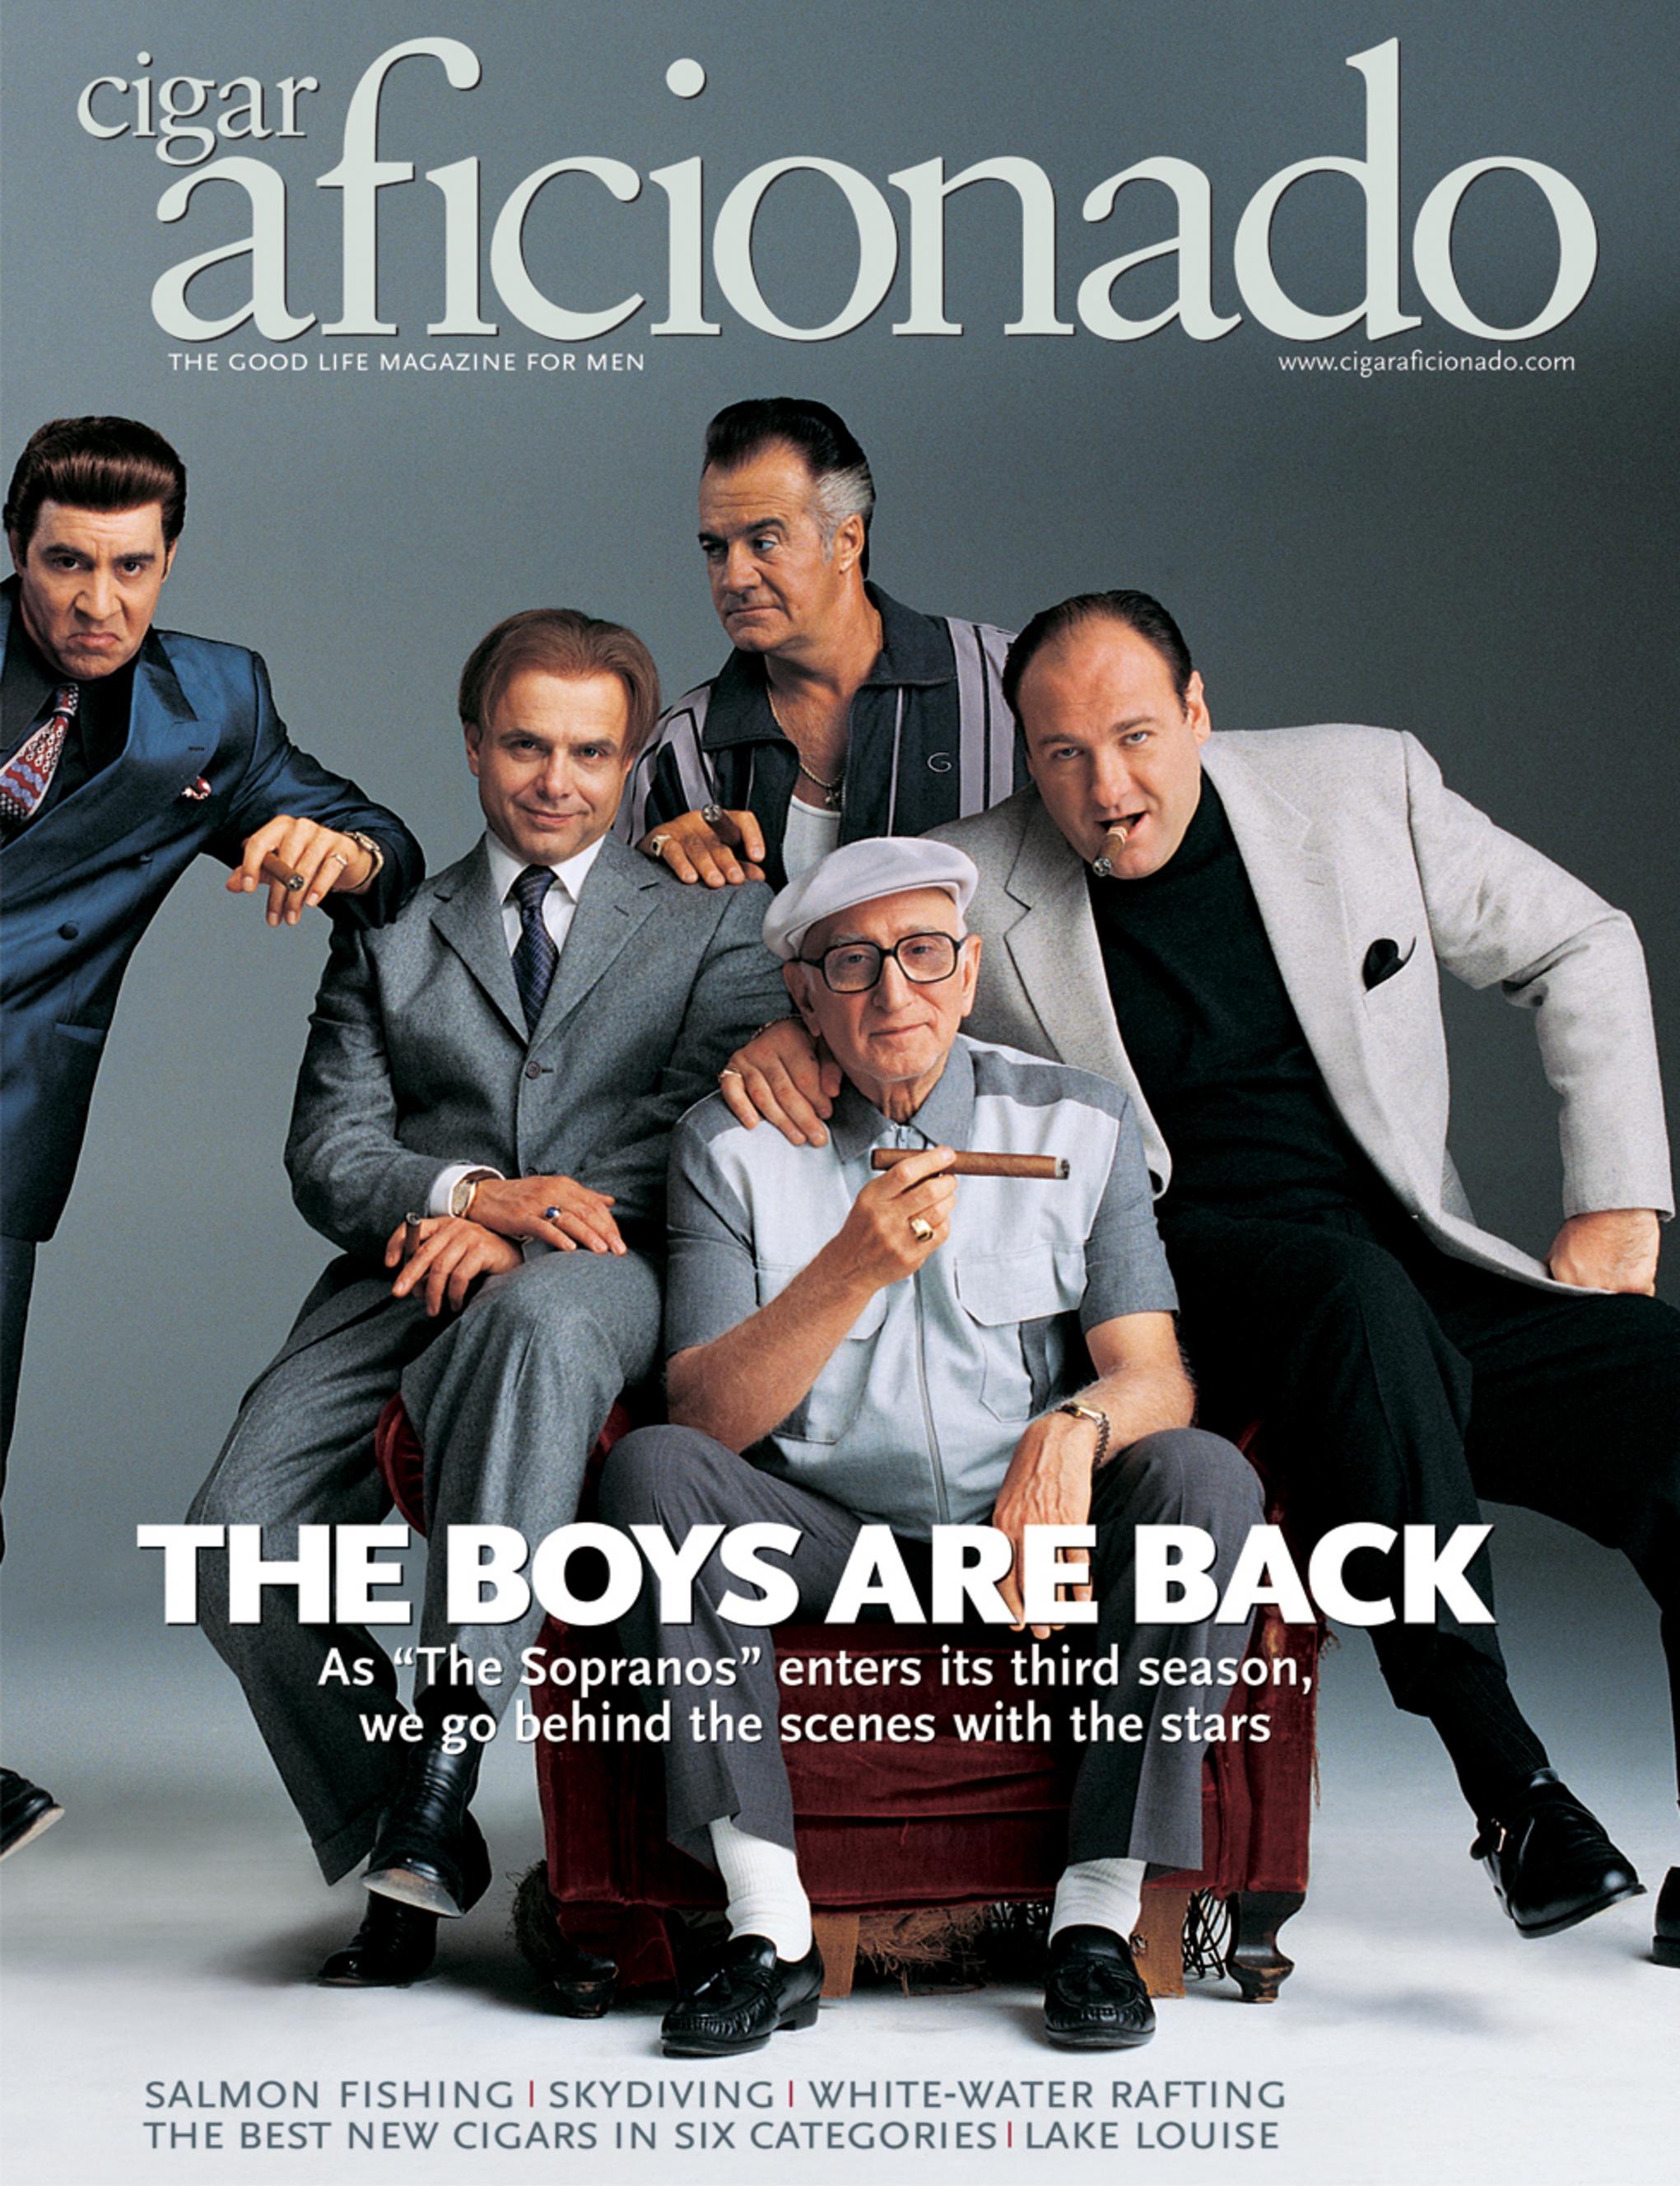 cigar
aficionado
THE GOOD LIFE MAGAZINE FOR MEN
www.cigaraficionado.com
G
THE BOYS ARE BACK
As “The Sopranos” enters its third season,
we go behind the scenes with the stars
SALMON FISHING | SKYDIVING | WHITE-WATER RAFTING
THE BEST NEW CIGARS IN SIX CATEGORIES | LAKE LOUISE